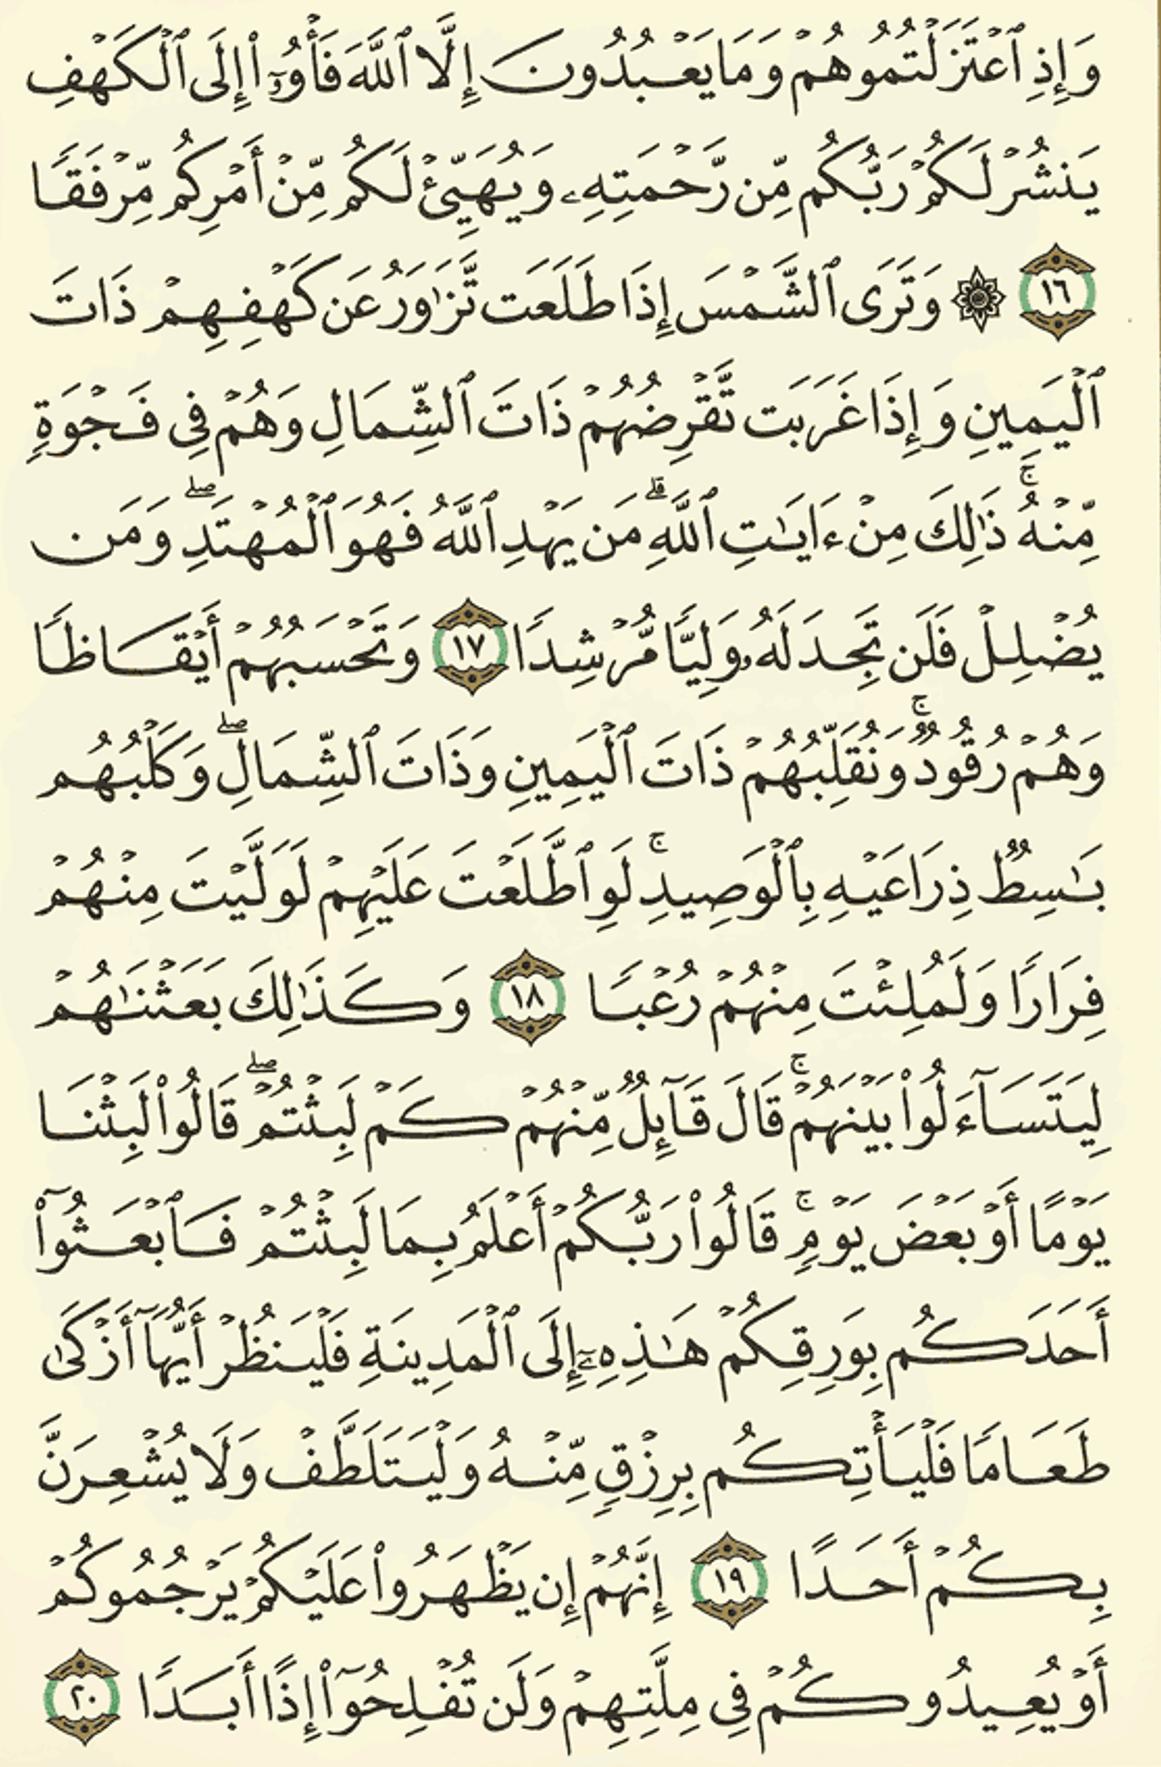 وَإِذِ ٱعۡتَزَلۡتُمُوهُمۡ وَمَا يَعۡبُدُونَ إِلَّا ٱللَّهَ فَأۡوُۥٓاْ إِلَى ٱلۡكَهۡفِ
يَنشُرۡ لَكُمۡ رَبُّكُم مِّن رَّحۡمَتِهِۦ وَيُهَيِّئۡ لَكُم مِّنۡ أَمۡرِكُم مِّرۡفَقٗا
١٦ ۞ وَتَرَى ٱلشَّمۡسَ إِذَا طَلَعَت تَّزَٰوَرُ عَن كَهۡفِهِمۡ ذَاتَ
ٱلۡيَمِينِ وَإِذَا غَرَبَت تَّقۡرِضُهُمۡ ذَاتَ ٱلشِّمَالِ وَهُمۡ فِي فَجۡوَةٖ
مِّنۡهُۚ ذَٰلِكَ مِنۡ ءَايَٰتِ ٱللَّهِۗ مَن يَهۡدِ ٱللَّهُ فَهُوَ ٱلۡمُهۡتَدِۖ وَمَن
يُضۡلِلۡ فَلَن تَجِدَ لَهُۥ وَلِيّٗا مُّرۡشِدٗا ١٧ وَتَحۡسَبُهُمۡ أَيۡقَاظٗا
وَهُمۡ رُقُودٞۚ وَنُقَلِّبُهُمۡ ذَاتَ ٱلۡيَمِينِ وَذَاتَ ٱلشِّمَالِۖ وَكَلۡبُهُم
بَٰسِطٞ ذِرَاعَيۡهِ بِٱلۡوَصِيدِۚ لَوِ ٱطَّلَعۡتَ عَلَيۡهِمۡ لَوَلَّيۡتَ مِنۡهُمۡ
فِرَارٗا وَلَمُلِئۡتَ مِنۡهُمۡ رُعۡبٗا ١٨ وَكَذَٰلِكَ بَعَثۡنَٰهُمۡ
لِيَتَسَآءَلُواْ بَيۡنَهُمۡۚ قَالَ قَآئِلٞ مِّنۡهُمۡ كَمۡ لَبِثۡتُمۡۖ قَالُواْ لَبِثۡنَا
يَوۡمًا أَوۡ بَعۡضَ يَوۡمٖۚ قَالُواْ رَبُّكُمۡ أَعۡلَمُ بِمَا لَبِثۡتُمۡ فَٱبۡعَثُوٓاْ
أَحَدَكُم بِوَرِقِكُمۡ هَٰذِهِۦٓ إِلَى ٱلۡمَدِينَةِ فَلۡيَنظُرۡ أَيُّهَآ أَزۡكَىٰ
طَعَامٗا فَلۡيَأۡتِكُم بِرِزۡقٖ مِّنۡهُ وَلۡيَتَلَطَّفۡ وَلَا يُشۡعِرَنَّ
بِكُمۡ أَحَدًا ١٩ إِنَّهُمۡ إِن يَظۡهَرُواْ عَلَيۡكُمۡ يَرۡجُمُوكُمۡ
أَوۡ يُعِيدُوكُمۡ فِي مِلَّتِهِمۡ وَلَن تُفۡلِحُوٓاْ إِذًا أَبَدٗا ٢٠